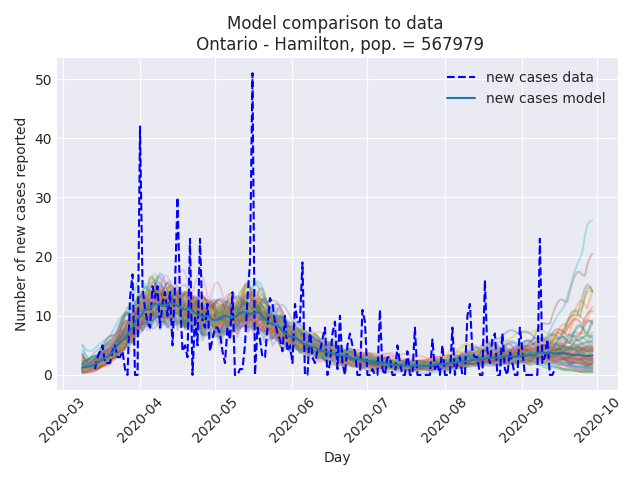 Model comparison to data
Ontario - Hamilton, pop. = 567979
new cases data
new cases model
Number of new cases reported
50
40
30
20
10
0
2020-03
2020-04
2020-05
2020-06
2020-07
2020-08
2020-09
2020-10
Day